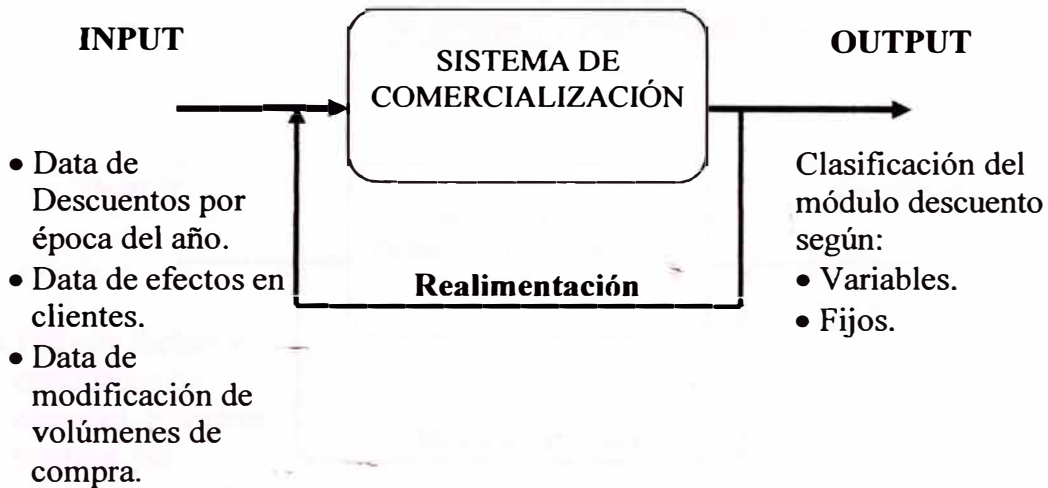 INPUT
SISTEMA DE
COMERCIALIZACIÓN
OUTPUT
• Data de
Descuentos por
época del año.
• Data de efectos en
clientes.
• Data de
modificación de
volúmenes de
compra.
Realimentación
Clasificación del
módulo descuento
según:
• Variables.
• Fijos.